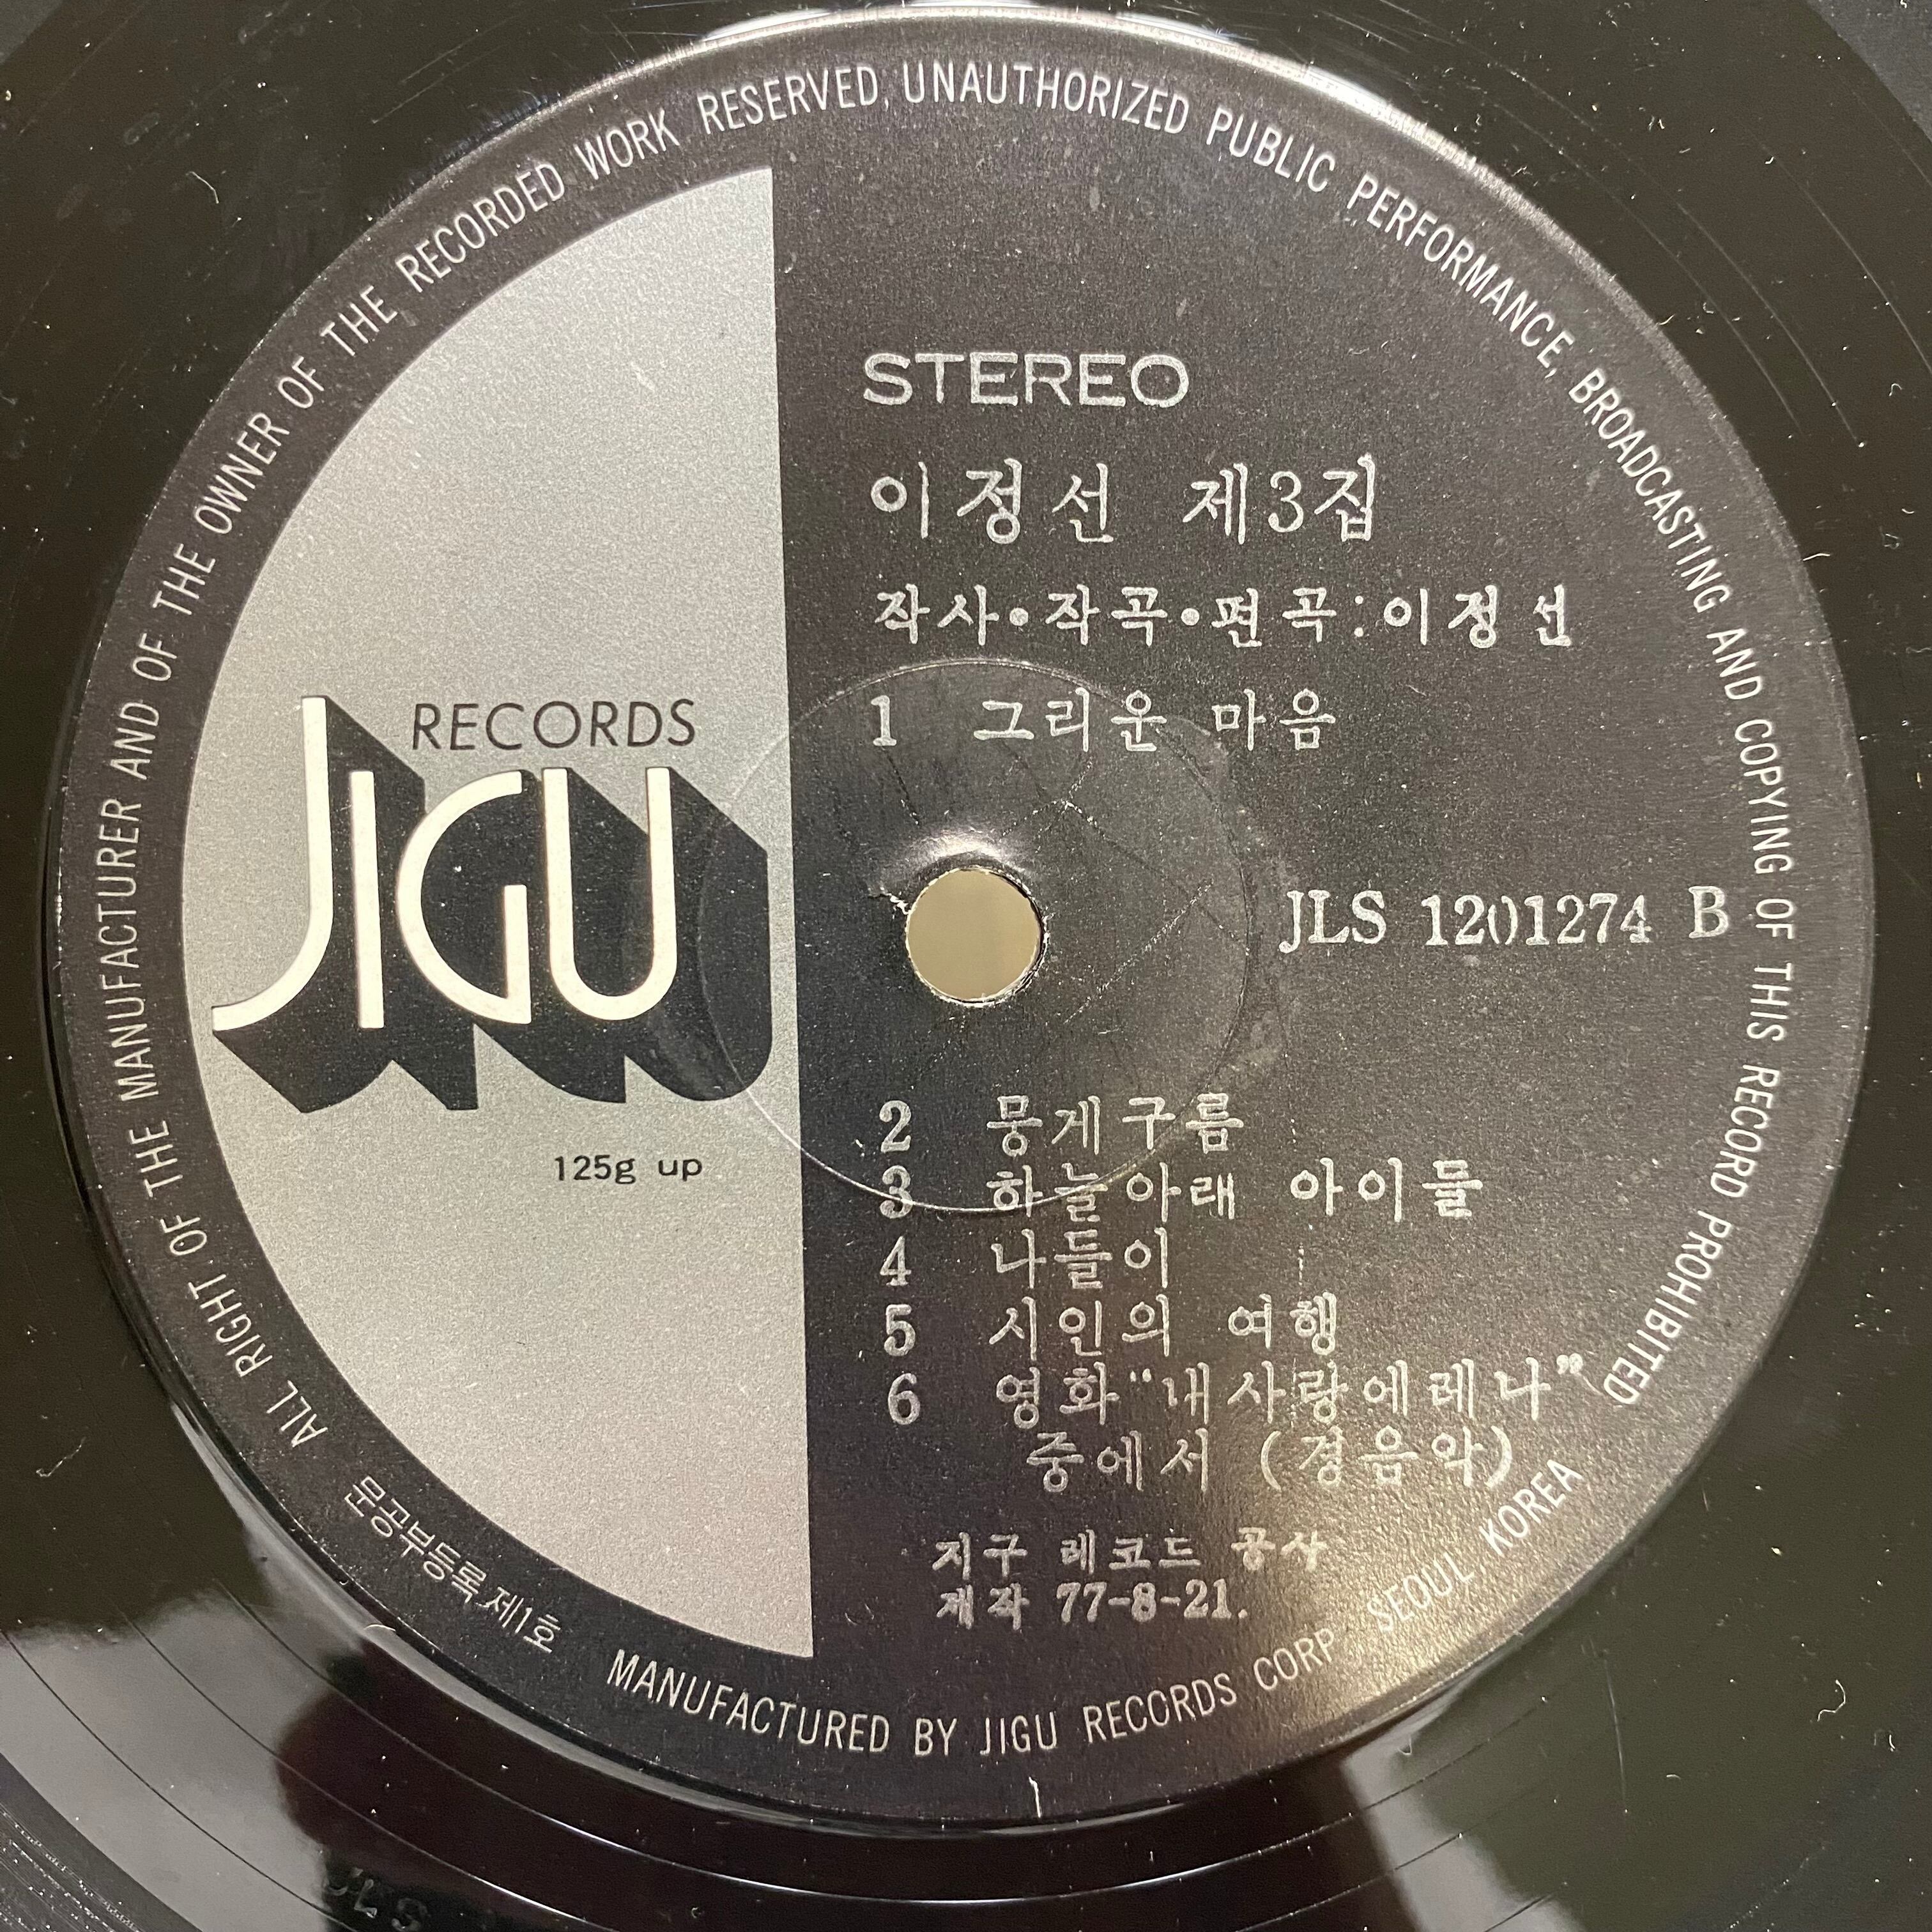 ALL RIGHT OF THE MANUFACTURER AND OF THE OWNER OF THE RECORDED WORK RESERVED, UNAUTHORIZED PUBLIC PERFORMANCE, BROADCASTING AND COPYING OF THIS RECORD PROHIBITED
STEREO
이정선 제3집
작사•작곡•편곡:이정선
1 그리운 마음
RECORDS
JIGU
JLS 1201274 B
125g up
2 뭉게구름
3 하늘아래 아이들
4 나들이
5 시인의 여행
6 영화“내사랑에레나”
중에서 (경음악)
지구 레코드 공사
제작 77-8-21.
문공부등록 제1호
MANUFACTURED BY JIGU RECORDS CORP SEOUL KOREA